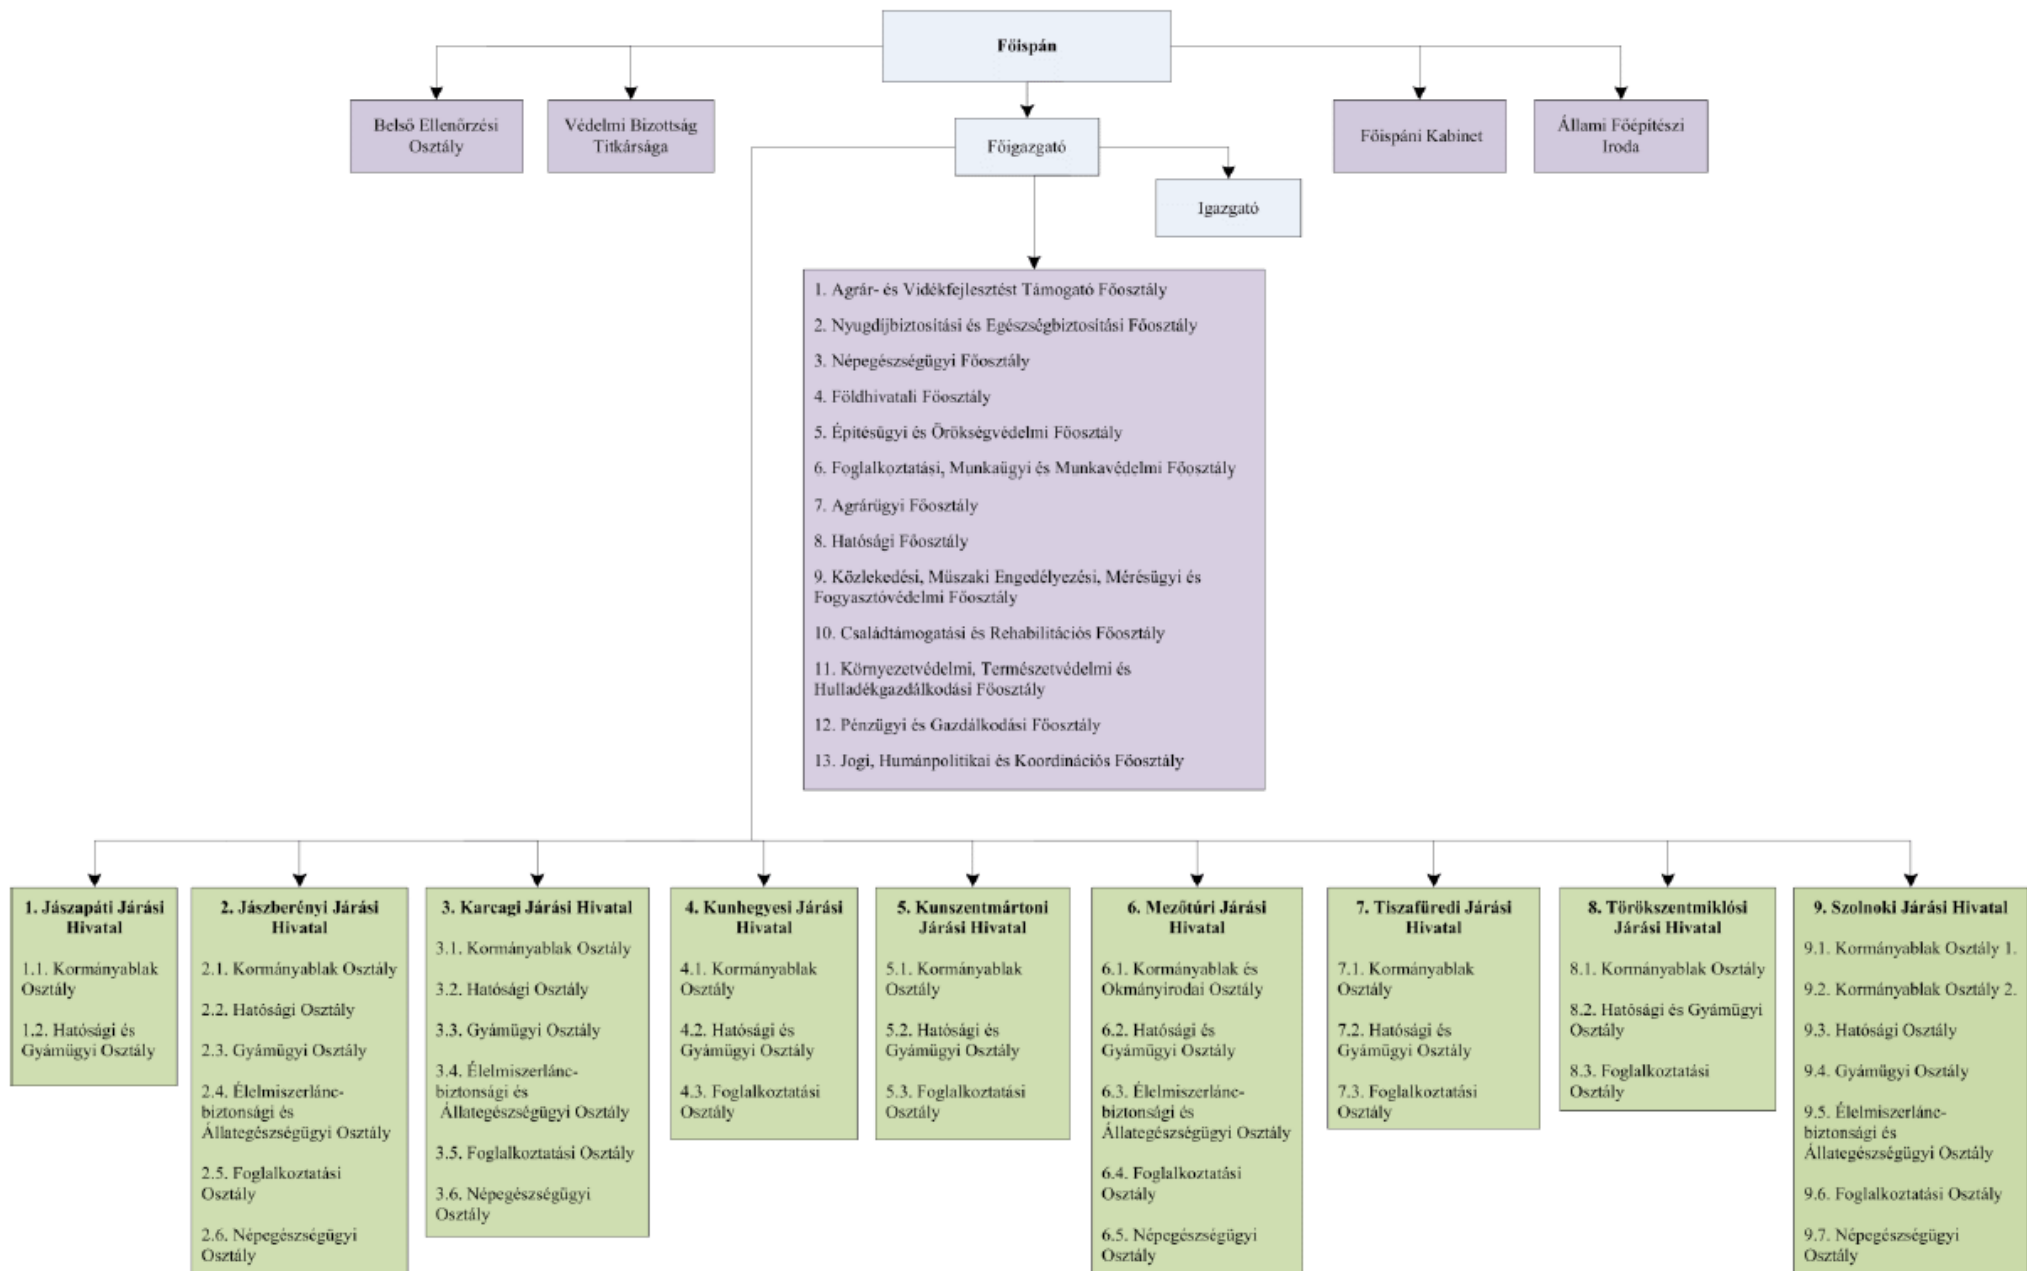 Főispán
Belső Ellenőrzési
Osztály
Védelmi Bizottság
Titkársága
Főispáni Kabinet
Állami Főépítészi
Iroda
Főigazgató
Igazgató
1. Agrár- és Vidékfejlesztést Támogató Főosztály
2. Nyugdíjbiztosítási és Egészségbiztosítási Főosztály
3. Népegészségügyi Főosztály
4. Földhivatali Főosztály
5. Építésügyi és Örökségvédelmi Főosztály
6. Foglalkoztatási, Munkaügyi és Munkavédelmi Főosztály
7. Agrárügyi Főosztály
8. Hatósági Főosztály
9. Közlekedési, Műszaki Engedélyezési, Mérésügyi és
Fogyasztóvédelmi Főosztály
10. Családtámogatási és Rehabilitációs Főosztály
11. Környezetvédelmi, Természetvédelmi és
Hulladékgazdálkodási Főosztály
12. Pénzügyi és Gazdálkodási Főosztály
13. Jogi, Humánpolitikai és Koordinációs Főosztály
1. Jászapáti Járási
Hivatal
1.1. Kormányablak
Osztály
1.2. Hatósági és
Gyámügyi Osztály
2. Jászberényi Járási
Hivatal
2.1. Kormányablak Osztály
2.2. Hatósági Osztály
2.3. Gyámügyi Osztály
2.4. Élelmiszerlánc-
biztonsági és
Állategészségügyi Osztály
2.5. Foglalkoztatási
Osztály
2.6. Népegészségügyi
Osztály
3. Karcagi Járási Hivatal
3.1. Kormányablak Osztály
3.2. Hatósági Osztály
3.3. Gyámügyi Osztály
3.4. Élelmiszerlánc-
biztonsági és
Állategészségügyi Osztály
3.5. Foglalkoztatási Osztály
3.6. Népegészségügyi
Osztály
4. Kunhegyesi Járási
Hivatal
4.1. Kormányablak
Osztály
4.2. Hatósági és
Gyámügyi Osztály
4.3. Foglalkoztatási
Osztály
5. Kunszentmártoni
Járási Hivatal
5.1. Kormányablak
Osztály
5.2. Hatósági és
Gyámügyi Osztály
5.3. Foglalkoztatási
Osztály
6. Mezőtúri Járási
Hivatal
6.1. Kormányablak és
Okmányirodai Osztály
6.2. Hatósági és
Gyámügyi Osztály
6.3. Élelmiszerlánc-
biztonsági és
Állategészségügyi Osztály
6.4. Foglalkoztatási
Osztály
6.5. Népegészségügyi
Osztály
7. Tiszafüredi Járási
Hivatal
7.1. Kormányablak
Osztály
7.2. Hatósági és
Gyámügyi Osztály
7.3. Foglalkoztatási
Osztály
8. Törökszentmiklósi
Járási Hivatal
8.1. Kormányablak Osztály
8.2. Hatósági és Gyámügyi
Osztály
8.3. Foglalkoztatási
Osztály
9. Szolnoki Járási Hivatal
9.1. Kormányablak Osztály 1.
9.2. Kormányablak Osztály 2.
9.3. Hatósági Osztály
9.4. Gyámügyi Osztály
9.5. Élelmiszerlánc-
biztonsági és
Állategészségügyi Osztály
9.6. Foglalkoztatási Osztály
9.7. Népegészségügyi
Osztály